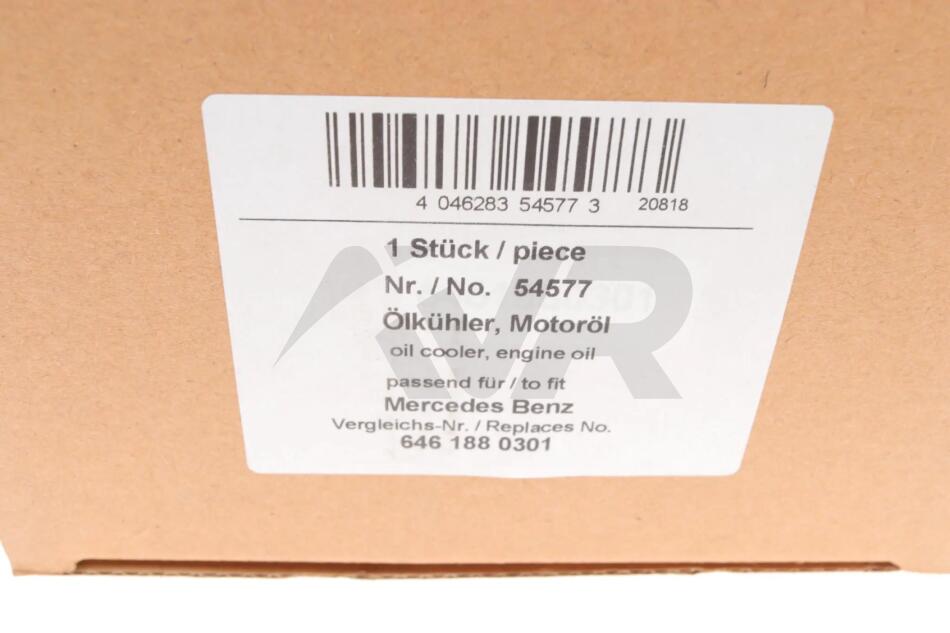 4 046283 54577 3 20818
1 Stück / piece
Nr. / No. 54577
Ölkühler, Motoröl
oil cooler, engine oil
passend für / to fit
Mercedes Benz
Vergleichs-Nr. / Replaces No.
646 188 0301